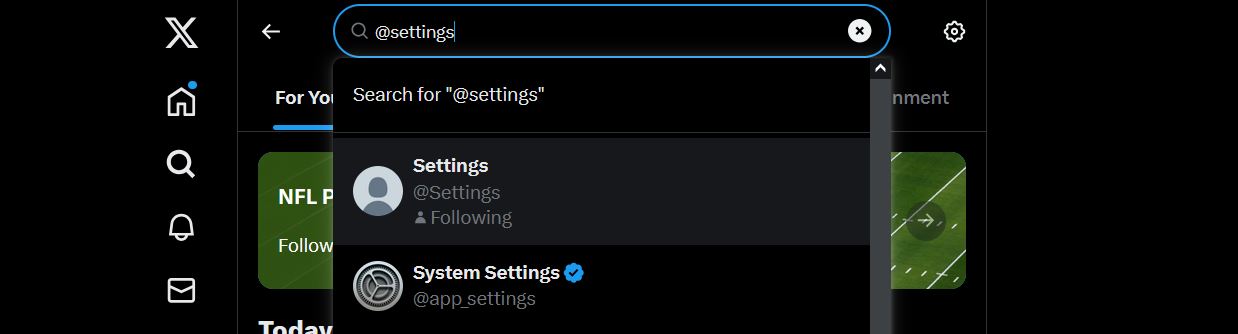 @settings
Search for "@settings"
For You
nment
Settings
@Settings
Following
NFL P
Follow
System Settings
@app_settings
Today